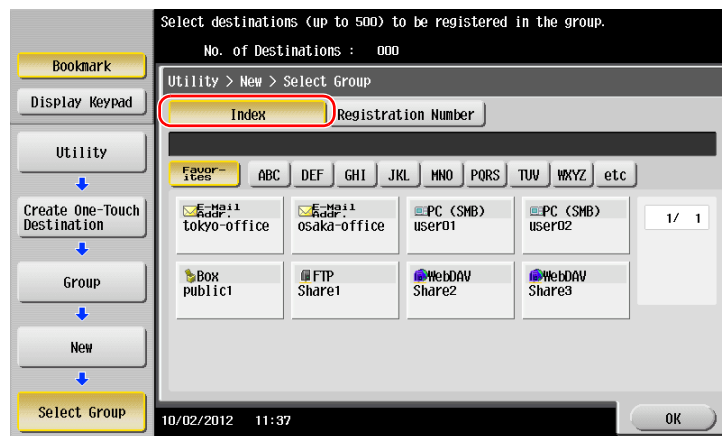 Select destinations (up to 500) to be registered in the group.
No. of Destinations : 000
Bookmark
Display Keypad
Utility
Create One-Touch
Destination
Group
New
Select Group
Utility > New > Select Group
Index Registration Number
Favor-
ites ABC DEF GHI JKL MNO PQRS TUV WXYZ etc
E-Mail
Addr.
tokyo-office
E-Mail
Addr.
osaka-office
PC (SMB)
user01
PC (SMB)
user02
1/ 1
Box
public1
FTP
Share1
WebDAV
Share2
WebDAV
Share3
10/02/2012 11:37
OK